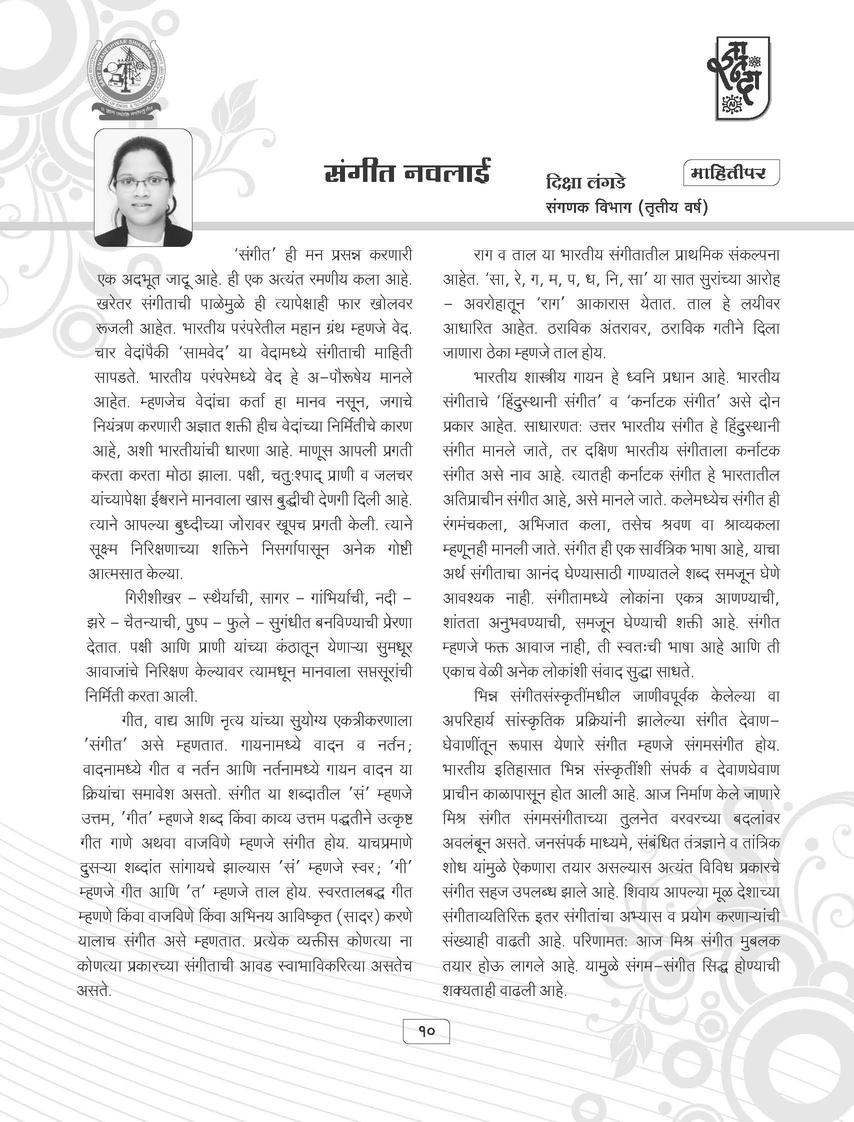 संगीत नवलाई
दिक्षा लंगडे
संगणक विभाग (तृतीय वर्ष)
माहितीपर
‘संगीत’ ही मन प्रसन्न करणारी
एक अदभूत जादू आहे. ही एक अत्यंत रमणीय कला आहे.
खरेतर संगीताची पाळेमुळे ही त्यापेक्षाही फार खोलवर
रूजली आहेत. भारतीय परंपरेतील महान ग्रंथ म्हणजे वेद.
चार वेदांपैकी ‘सामवेद’ या वेदामध्ये संगीताची माहिती
सापडते. भारतीय परंपरेमध्ये वेद हे अ–पौरूषेय मानले
आहेत. म्हणजेच वेदांचा कर्ता हा मानव नसून, जगाचे
नियंत्रण करणारी अज्ञात शक्ती हीच वेदांच्या निर्मितीचे कारण
आहे, अशी भारतीयांची धारणा आहे. माणूस आपली प्रगती
करता करता मोठा झाला. पक्षी, चतु:श्पाद् प्राणी व जलचर
यांच्यापेक्षा ईश्वराने मानवाला खास बुद्धीची देणगी दिली आहे.
त्याने आपल्या बुध्दीच्या जोरावर खूपच प्रगती केली. त्याने
सूक्ष्म निरिक्षणाच्या शक्तिने निसर्गापासून अनेक गोष्टी
आत्मसात केल्या.
गिरीशीखर – स्थैर्याची, सागर – गांभिर्याची, नदी –
झरे – चैतन्याची, पुष्प – फुले – सुगंधीत बनविण्याची प्रेरणा
देतात. पक्षी आणि प्राणी यांच्या कंठातून येणाऱ्या सुमधूर
आवाजांचे निरिक्षण केल्यावर त्यामधून मानवाला सप्तसूरांची
निर्मिती करता आली.
गीत, वाद्य आणि नृत्य यांच्या सुयोग्य एकत्रीकरणाला
’संगीत’ असे म्हणतात. गायनामध्ये वादन व नर्तन;
वादनामध्ये गीत व नर्तन आणि नर्तनामध्ये गायन वादन या
क्रियांचा समावेश असतो. संगीत या शब्दातील ’सं’ म्हणजे
उत्तम, ’गीत’ म्हणजे शब्द किंवा काव्य उत्तम पद्धतीने उत्कृष्ट
गीत गाणे अथवा वाजविणे म्हणजे संगीत होय. याचप्रमाणे
दुसऱ्या शब्दांत सांगायचे झाल्यास ’सं’ म्हणजे स्वर; ’गी’
म्हणजे गीत आणि ’त’ म्हणजे ताल होय. स्वरतालबद्ध गीत
म्हणणे किंवा वाजविणे किंवा अभिनय आविष्कृत (सादर) करणे
यालाच संगीत असे म्हणतात. प्रत्येक व्यक्तीस कोणत्या ना
कोणत्या प्रकारच्या संगीताची आवड स्वाभाविकरित्या असतेच
असते.
राग व ताल या भारतीय संगीतातील प्राथमिक संकल्पना
आहेत. ‘सा, रे, ग, म, प, ध, नि, सा’ या सात सुरांच्या आरोह
– अवरोहातून ‘राग’ आकारास येतात. ताल हे लयीवर
आधारित आहेत. ठराविक अंतरावर, ठराविक गतीने दिला
जाणारा ठेका म्हणजे ताल होय.
भारतीय शास्त्रीय गायन हे ध्वनि प्रधान आहे. भारतीय
संगीताचे ‘हिंदुस्थानी संगीत’ व ‘कर्नाटक संगीत’ असे दोन
प्रकार आहेत. साधारणत: उत्तर भारतीय संगीत हे हिंदुस्थानी
संगीत मानले जाते, तर दक्षिण भारतीय संगीताला कर्नाटक
संगीत असे नाव आहे. त्यातही कर्नाटक संगीत हे भारतातील
अतिप्राचीन संगीत आहे, असे मानले जाते. कलेमध्येच संगीत ही
रंगमंचकला, अभिजात कला, तसेच श्रवण वा श्राव्यकला
म्हणूनही मानली जाते. संगीत ही एक सार्वत्रिक भाषा आहे, याचा
अर्थ संगीताचा आनंद घेण्यासाठी गाण्यातले शब्द समजून घेणे
आवश्यक नाही. संगीतामध्ये लोकांना एकत्र आणण्याची,
शांतता अनुभवण्याची, समजून घेण्याची शक्ती आहे. संगीत
म्हणजे फक्त आवाज नाही, ती स्वतःची भाषा आहे आणि ती
एकाच वेळी अनेक लोकांशी संवाद सुद्धा साधते.
भिन्न संगीतसंस्कृतींमधील जाणीवपूर्वक केलेल्या वा
अपरिहार्य सांस्कृतिक प्रक्रियांनी झालेल्या संगीत देवाण–
घेवाणींतून रूपास येणारे संगीत म्हणजे संगमसंगीत होय.
भारतीय इतिहासात भिन्न संस्कृतींशी संपर्क व देवाणघेवाण
प्राचीन काळापासून होत आली आहे. आज निर्माण केले जाणारे
मिश्र संगीत संगमसंगीताच्या तुलनेत वरवरच्या बदलांवर
अवलंबून असते. जनसंपर्क माध्यमे, संबंधित तंत्रज्ञाने व तांत्रिक
शोध यांमुळे ऐकणारा तयार असल्यास अत्यंत विविध प्रकारचे
संगीत सहज उपलब्ध झाले आहे. शिवाय आपल्या मूळ देशाच्या
संगीताव्यतिरिक्त इतर संगीतांचा अभ्यास व प्रयोग करणाऱ्यांची
संख्याही वाढती आहे. परिणामत: आज मिश्र संगीत मुबलक
तयार होऊ लागले आहे. यामुळे संगम–संगीत सिद्ध होण्याची
शक्यताही वाढली आहे.
१०